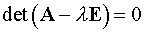 det(A − λE) = 0